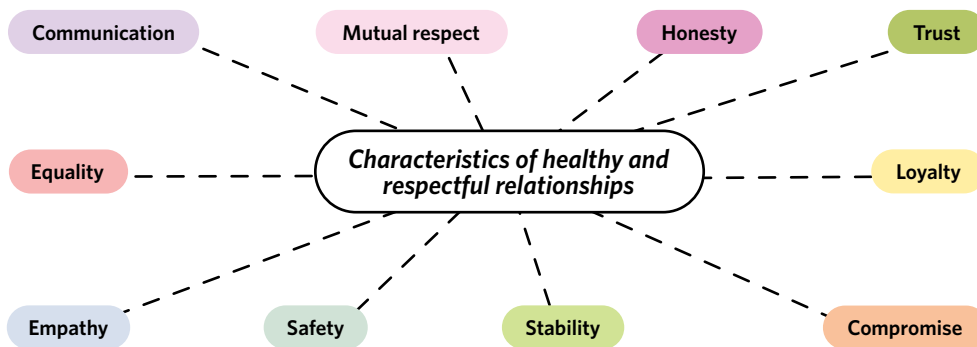 Communication
Mutual respect
Honesty
Trust
Characteristics of healthy and
respectful relationships
Equality
Loyalty
Empathy
Safety
Stability
Compromise